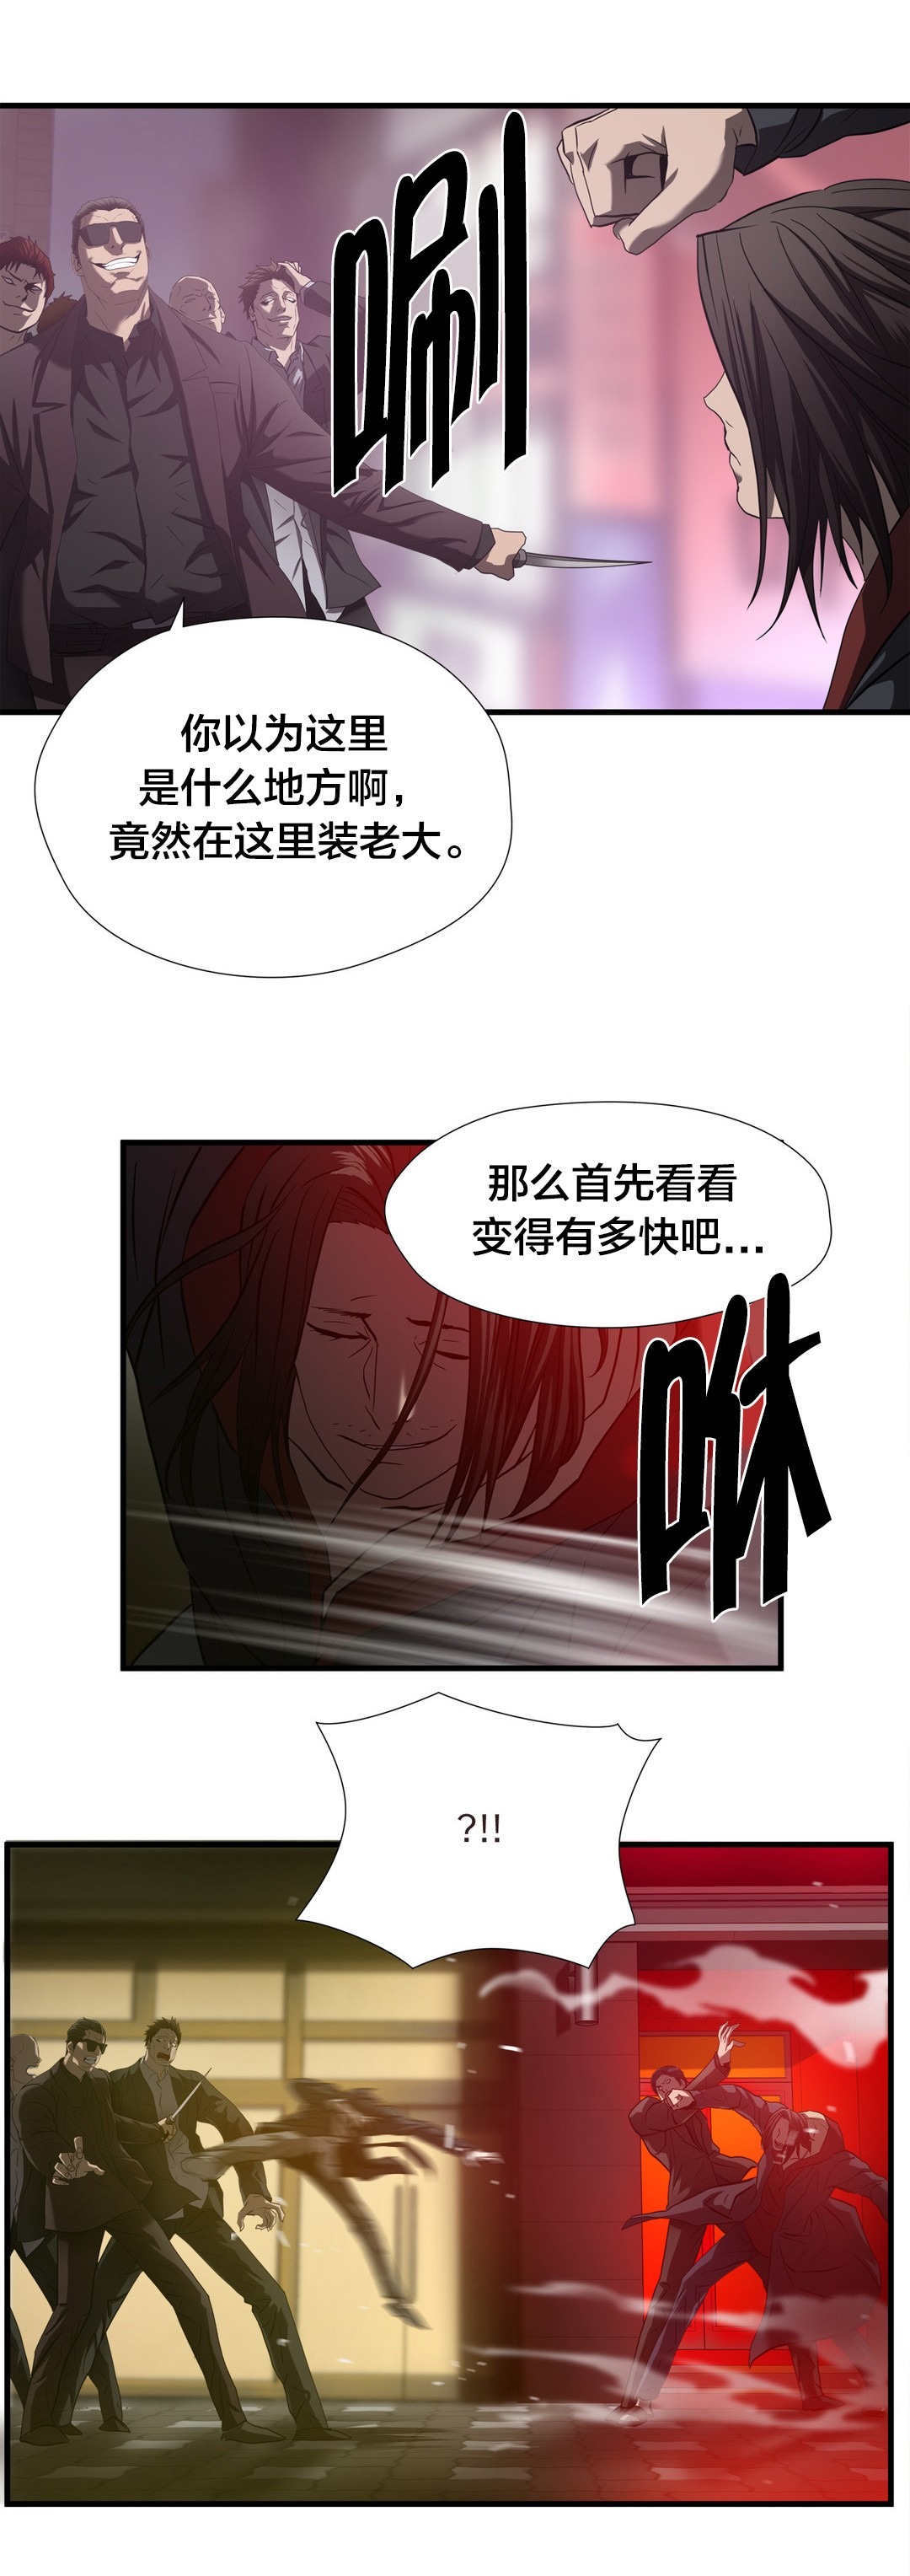 唰
你以为这里
是什么地方啊，
竟然在这里装老大。
那么首先看看
变得有多快吧...
咻
?!!